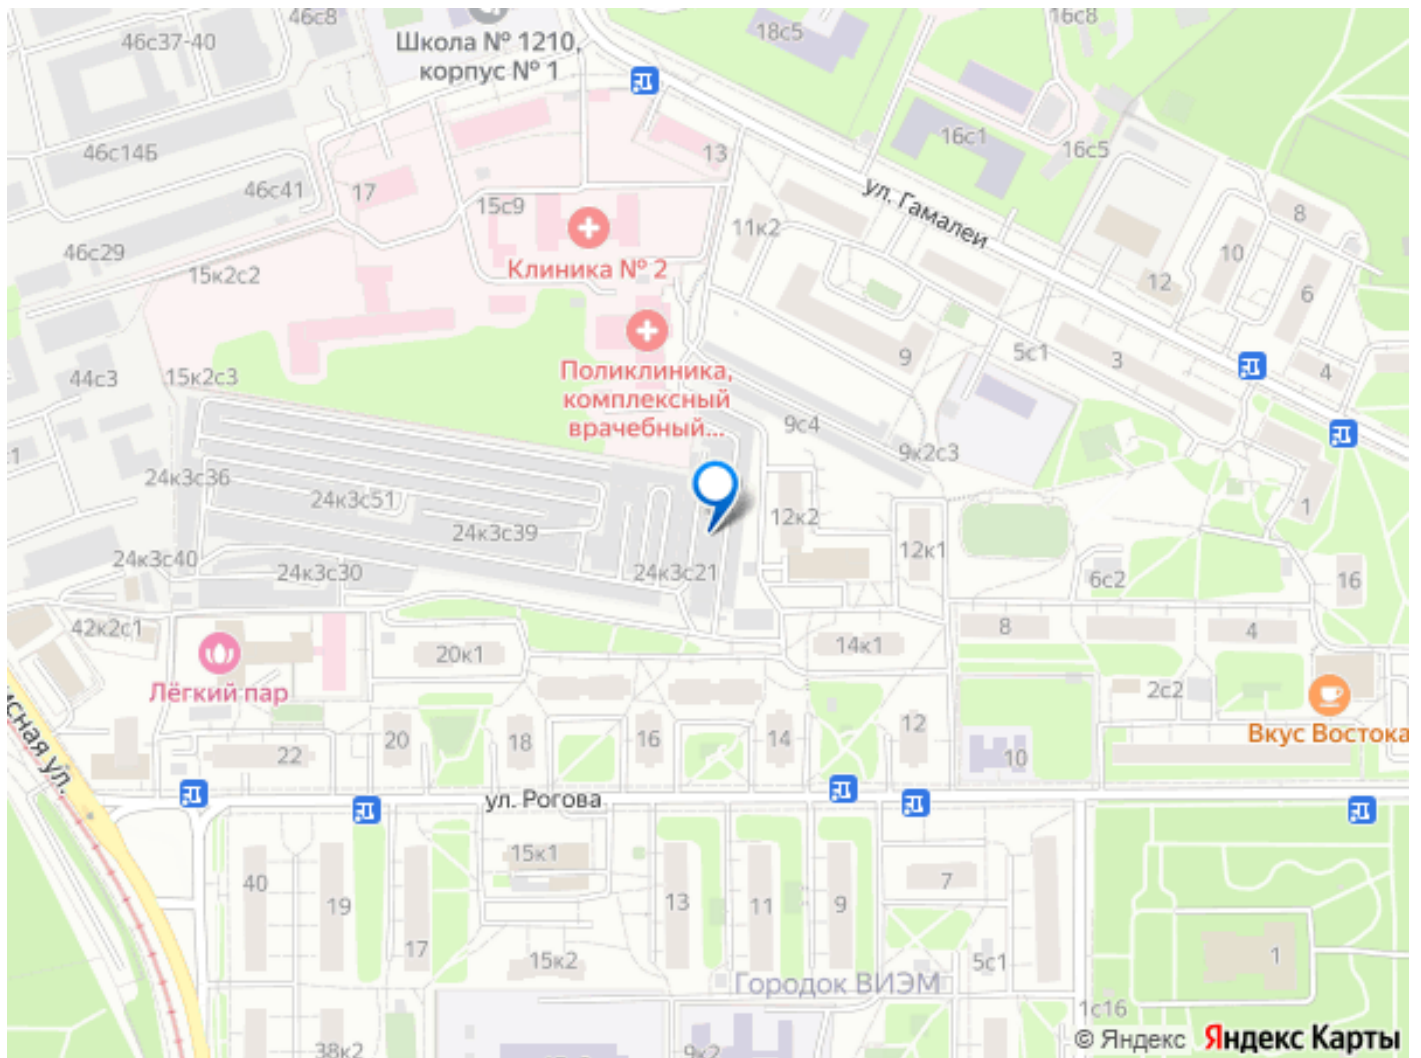 46с8
16с8
46с37-40
Школа № 1210,
корпус № 1
18с5
46с14Б
13
16с1
16с5
46с41
17
15с9
ул. Гамалеи
8
11к2
46с29
15к2с2
Клиника № 2
10
12
6
44с3
15к2с3
Поликлиника,
комплексный
врачебный...
9
5с1
3
4
9с4
9к2с3
24к3с36
24к3с51
24к3с39
12к2
12к1
1
24к3с40
24к3с30
24к3с21
6с2
16
42к2с1
20к1
14к1
8
4
Лёгкий пар
2с2
Вкус Востока
исная ул.
22
20
18
16
14
12
10
ул. Рогова
40
19
17
15к1
13
11
9
7
15к2
Городок ВИЭМ
5с1
1
1с16
38к2
9к2
© Яндекс Яндекс Карты